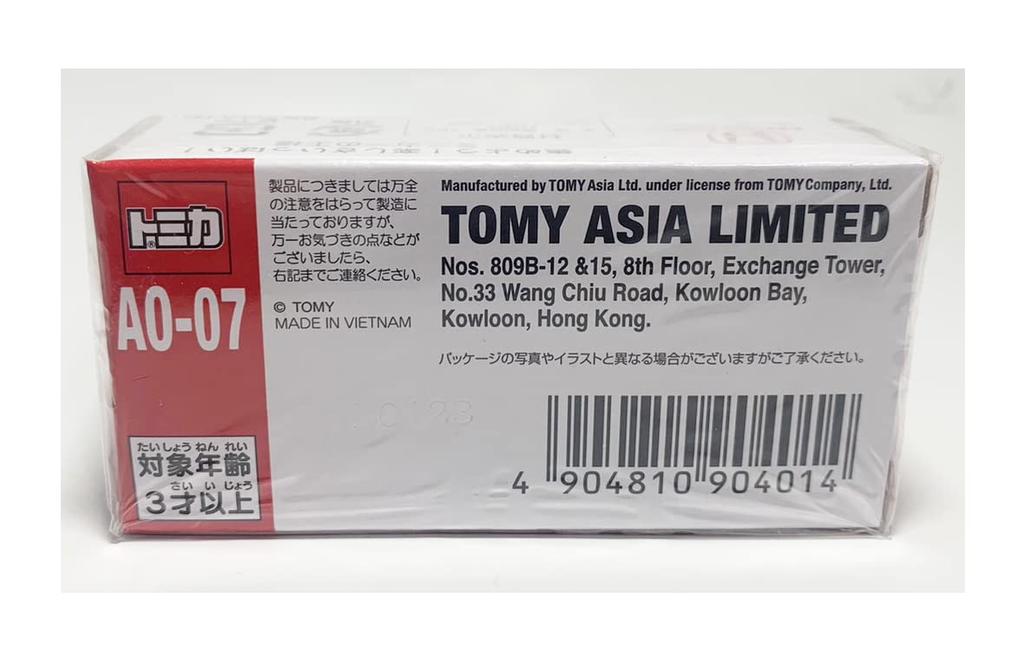 トミカ
®
AO-07
たいしょうねんれい
対象年齢
さいいじょう
3才以上
製品につきましては万全
の注意をはらって製造に
当たっておりますが、
万一お気づきの点などが
ございましたら、
右記までご連絡ください。
© TOMY
MADE IN VIETNAM
Manufactured by TOMY Asia Ltd. under license from TOMY Company, Ltd.
TOMY ASIA LIMITED
Nos. 809B-12 &15, 8th Floor, Exchange Tower,
No.33 Wang Chiu Road, Kowloon Bay,
Kowloon, Hong Kong.
パッケージの写真やイラストと異なる場合がございますがご了承ください。
4 904810 904014